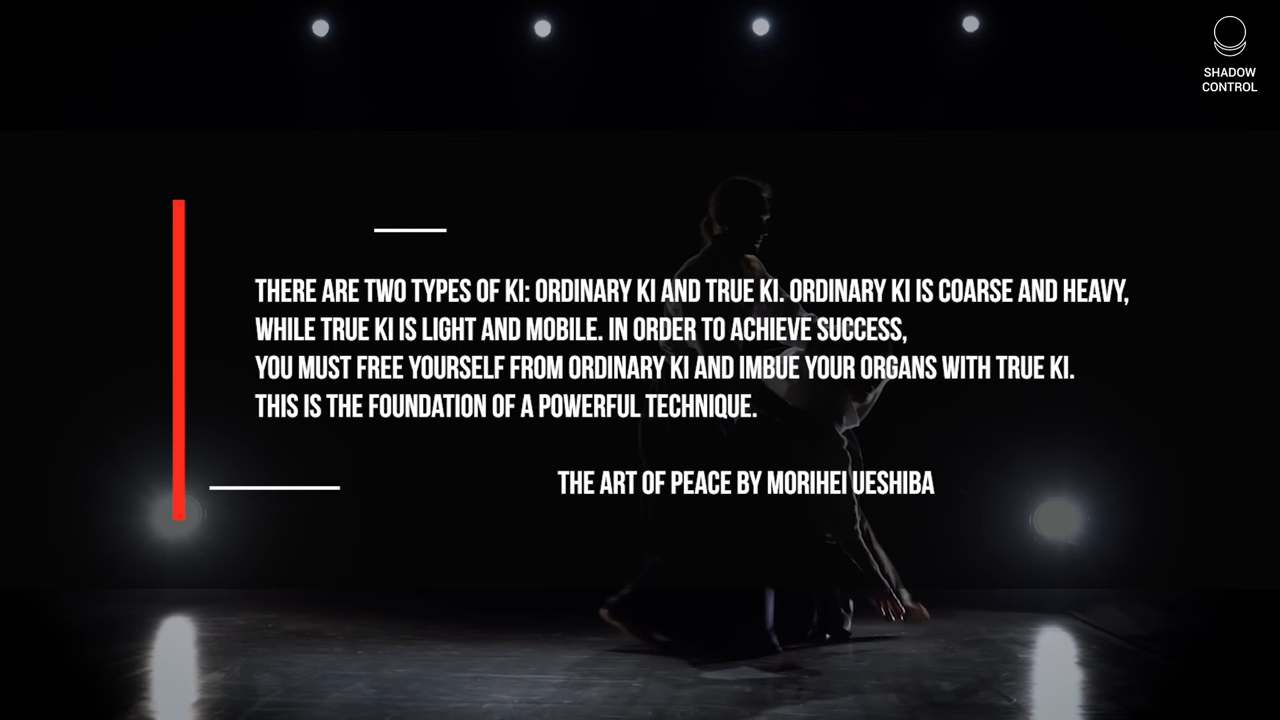 SHADOW
CONTROL
THERE ARE TWO TYPES OF KI: ORDINARY KI AND TRUE KI. ORDINARY KI IS COARSE AND HEAVY,
WHILE TRUE KI IS LIGHT AND MOBILE. IN ORDER TO ACHIEVE SUCCESS,
YOU MUST FREE YOURSELF FROM ORDINARY KI AND IMBUE YOUR ORGANS WITH TRUE KI.
THIS IS THE FOUNDATION OF A POWERFUL TECHNIQUE.
THE ART OF PEACE BY MORIHEI UESHIBA